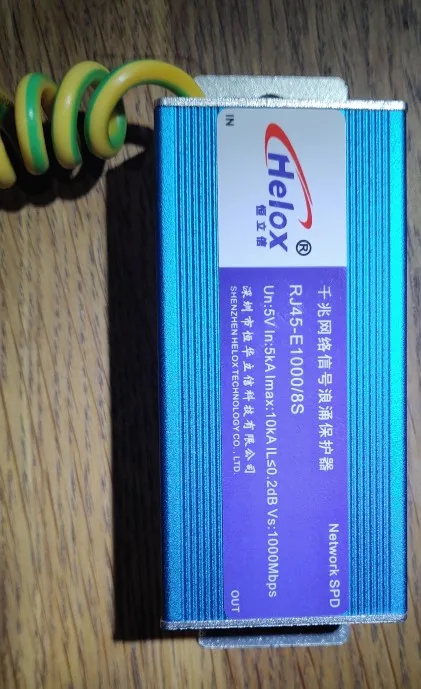 IN
Helox®
恒立信
Network SPD
千兆网络信号浪涌保护器
RJ45-E1000/8S
Un:5V In:5kA Imax:10kA IL≤0.2dB Vs:1000Mbps
深圳市恒华立信科技有限公司
SHENZHEN HELOX TECHNOLOGY CO., LTD
OUT